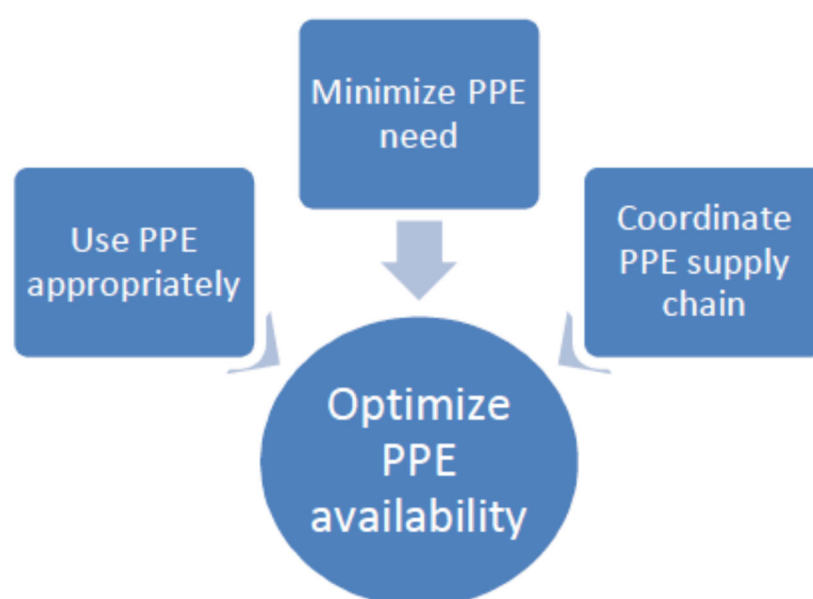 Minimize PPE
need
Use PPE
appropriately
Coordinate
PPE supply
chain
Optimize
PPE
availability